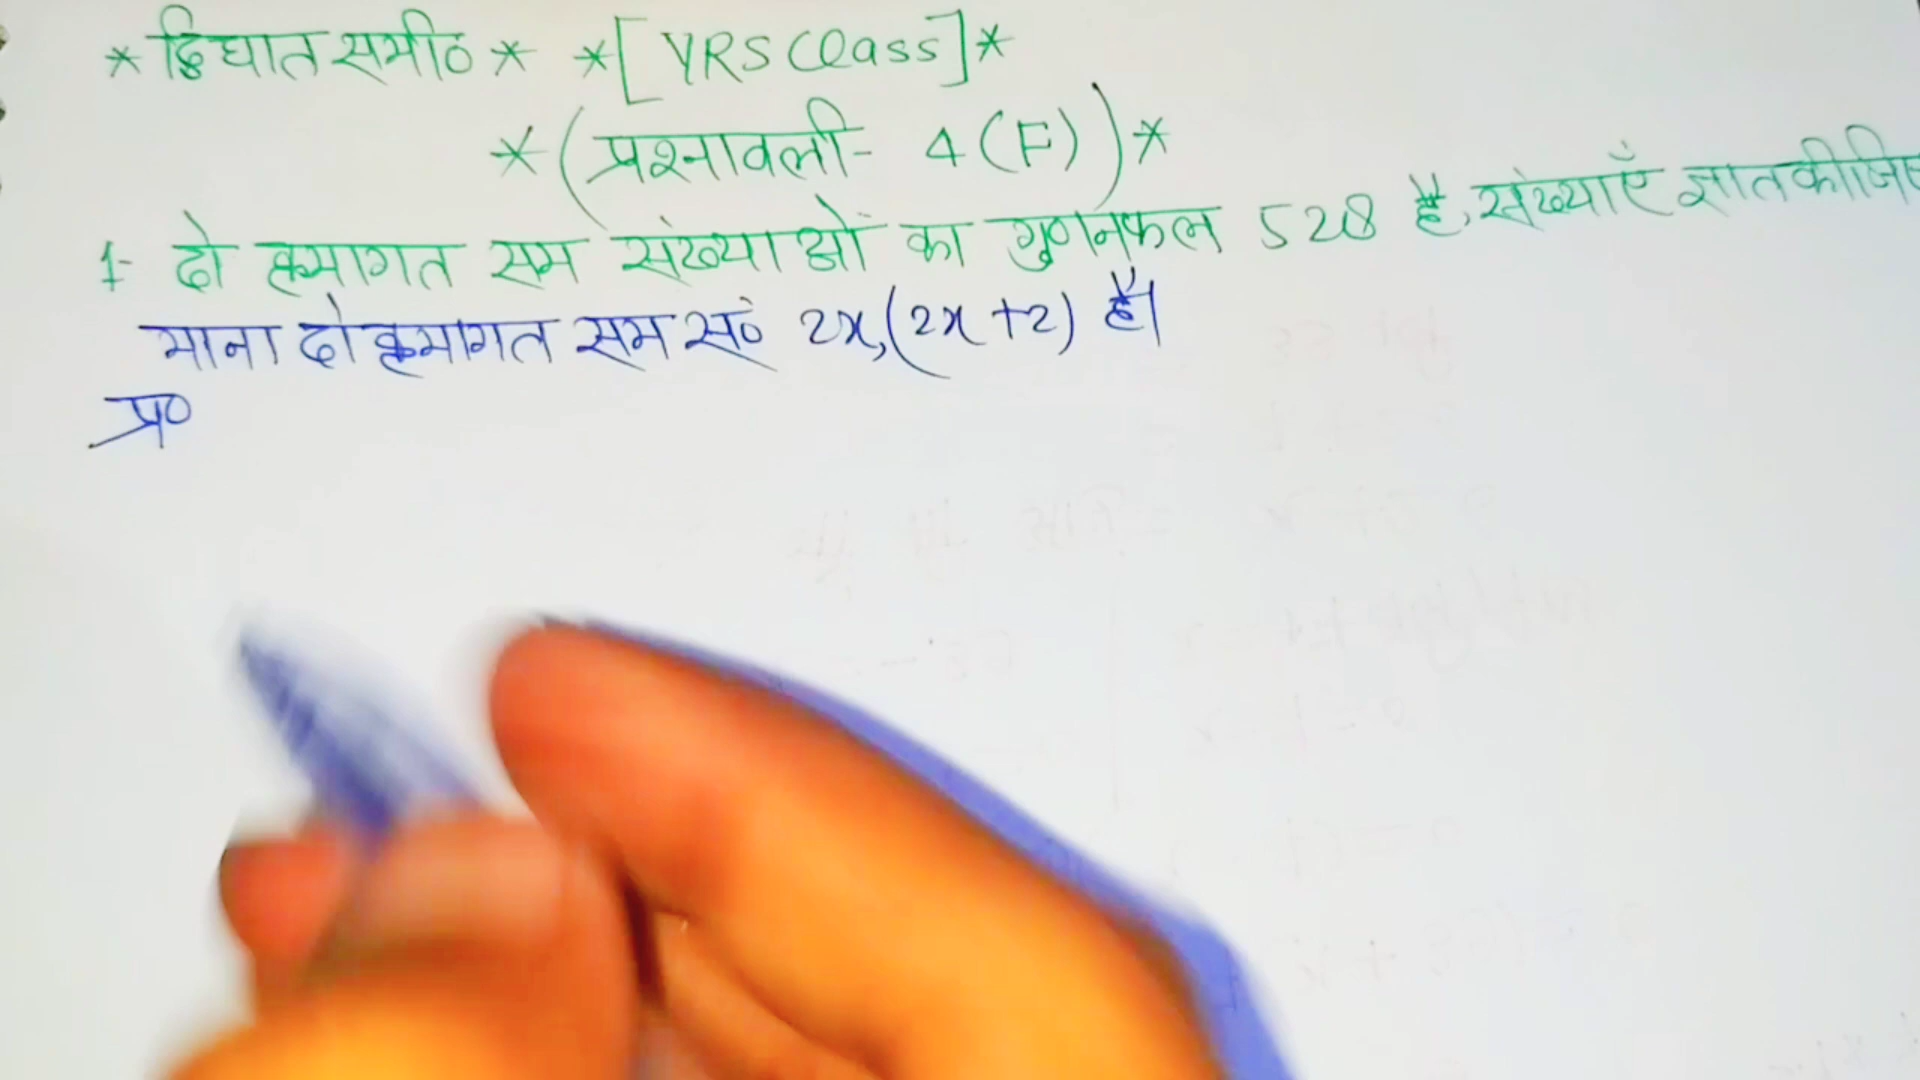 * द्विघात समी० * *[ YRS Class ]*
*(प्रश्नावली- 4(F))*
1- दो क्रमागत सम संख्याओं का गुणनफल 528 है, संख्याएँ ज्ञात कीजिए
माना दो क्रमागत सम सं० 2x,(2x+2) है।
प्र०